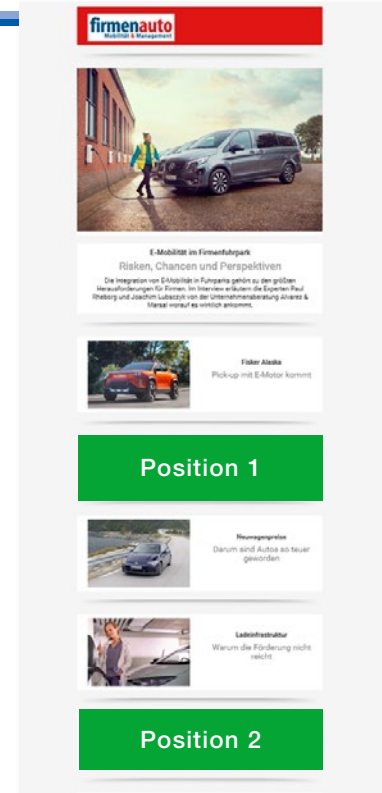 firmenauto
Mobilität & Management
E-Mobilität im Firmenfuhrpark
Risken, Chancen und Perspektiven
Die Integration von E-Mobilität in Fuhrparks gehört zu den größten
Herausforderungen für Firmen. Im Interview erläutern die Experten Paul
Rheborg und Joachim Lubsczyk von der Unternehmensberatung Alvarez &
Marsal worauf es wirklich ankommt.
Fisker Alaska
Pick-up mit E-Motor kommt
Position 1
Neuwagenpreise
Darum sind Autos so teuer
geworden
Ladeinfrastruktur
Warum die Förderung nicht
reicht
Position 2